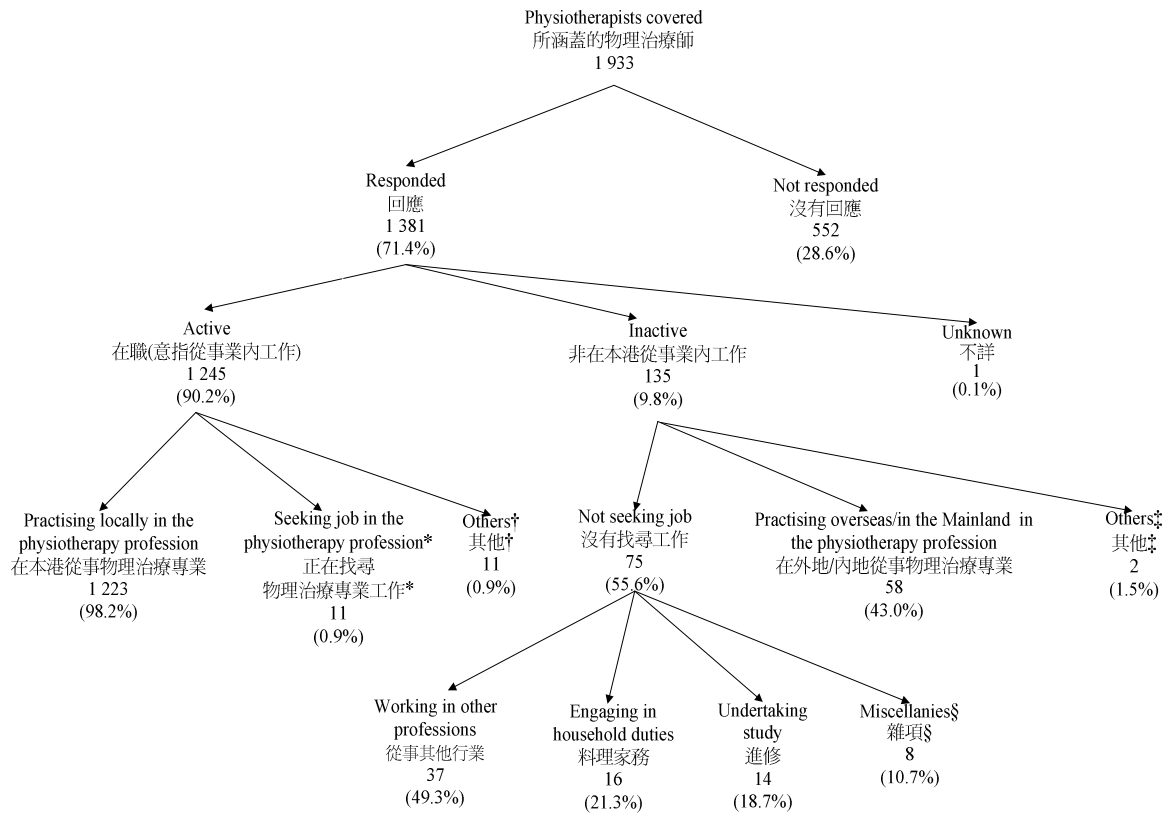 Physiotherapists covered
所涵蓋的物理治療師
1 933
Responded
回應
1 381
(71.4%)
Not responded
沒有回應
552
(28.6%)
Active
在職(意指從事業內工作)
1 245
(90.2%)
Inactive
非在本港從事業內工作
135
(9.8%)
Unknown
不詳
1
(0.1%)
Practising locally in the
physiotherapy profession
在本港從事物理治療專業
1 223
(98.2%)
Seeking job in the
physiotherapy profession*
正在找尋
物理治療專業工作*
11
(0.9%)
Others†
其他†
11
(0.9%)
Not seeking job
沒有找尋工作
75
(55.6%)
Practising overseas/in the Mainland in
the physiotherapy profession
在外地/內地從事物理治療專業
58
(43.0%)
Others‡
其他‡
2
(1.5%)
Working in other
professions
從事其他行業
37
(49.3%)
Engaging in
household duties
料理家務
16
(21.3%)
Undertaking
study
進修
14
(18.7%)
Miscellanies§
雜項§
8
(10.7%)